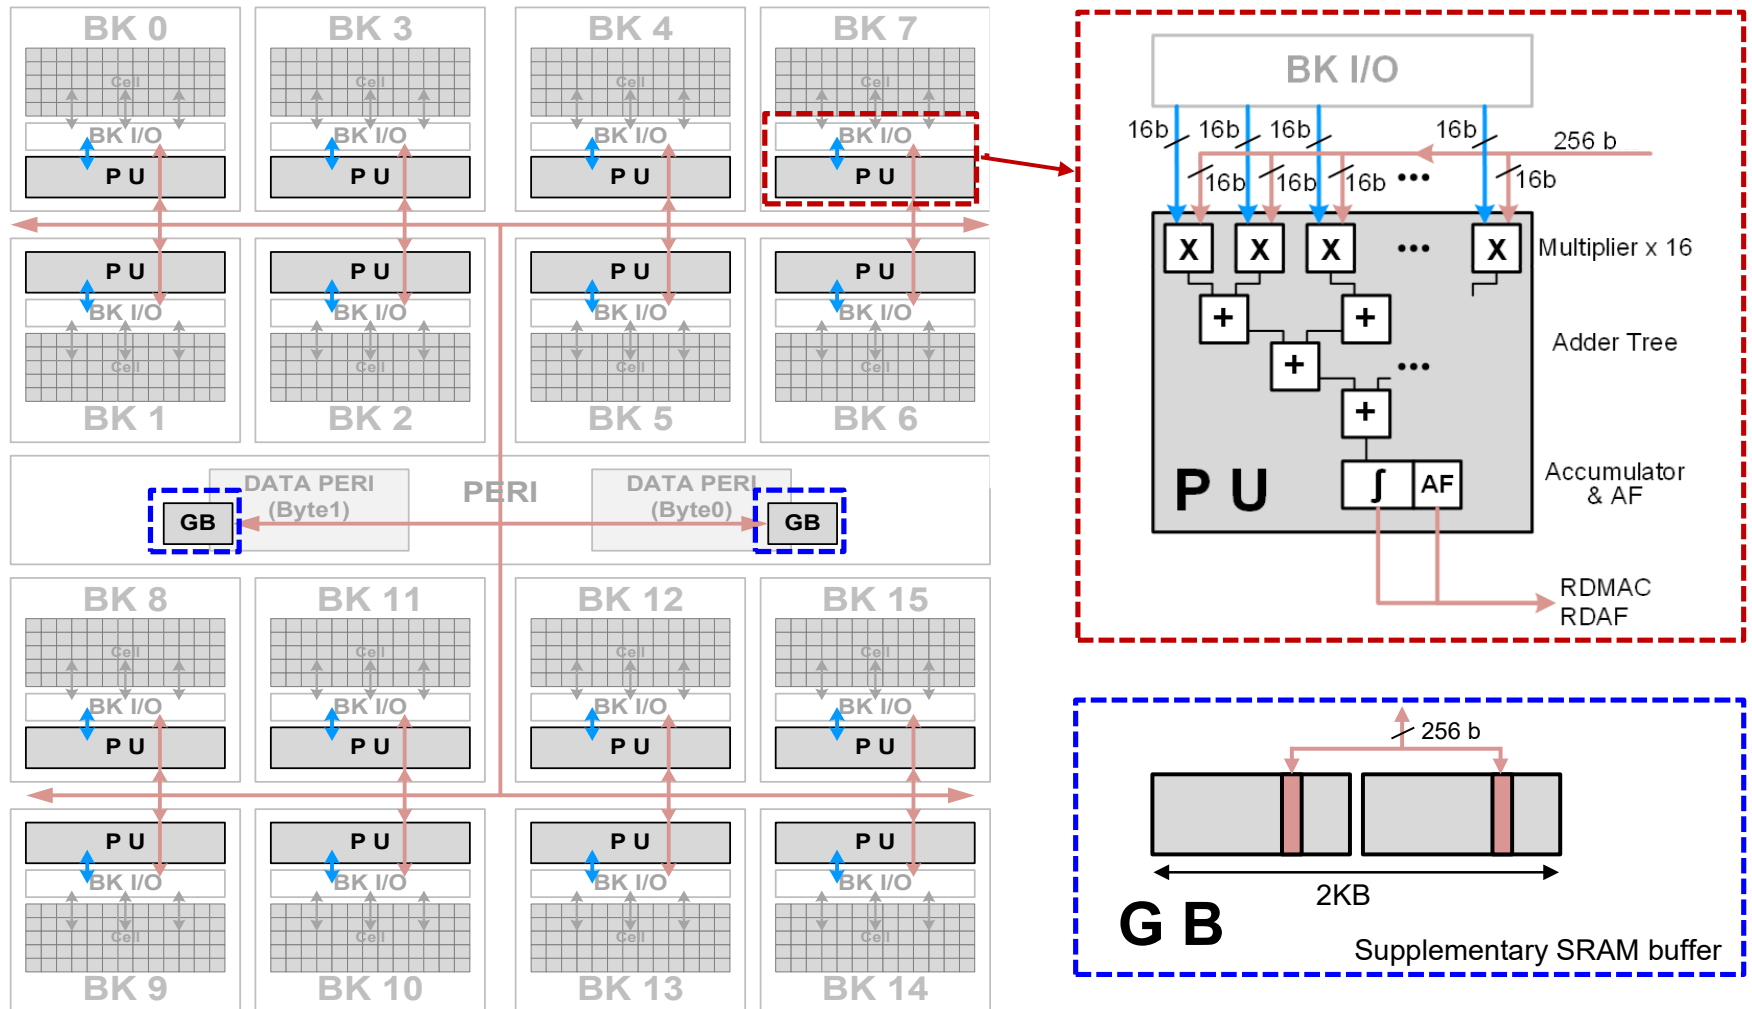 BK 0
BK 3
BK 4
BK 7
Cell
Cell
Cell
Cell
BK I/O
BK I/O
BK I/O
BK I/O
P U
P U
P U
P U
P U
P U
P U
P U
BK I/O
BK I/O
BK I/O
BK I/O
Cell
Cell
Cell
Cell
BK 1
BK 2
BK 5
BK 6
DATA PERI
(Byte1)
PERI
DATA PERI
(Byte0)
GB
GB
BK 8
BK 11
BK 12
BK 15
Cell
Cell
Cell
Cell
BK I/O
BK I/O
BK I/O
BK I/O
P U
P U
P U
P U
P U
P U
P U
P U
BK I/O
BK I/O
BK I/O
BK I/O
Cell
Cell
Cell
Cell
BK 9
BK 10
BK 13
BK 14
BK I/O
16b
16b
16b
16b
256 b
16b
16b
16b
•••
16b
X
X
X
•••
X
Multiplier x 16
+
+
Adder Tree
+
•••
+
P U
∫
AF
Accumulator
& AF
RDMAC
RDAF
256 b
2KB
G B
Supplementary SRAM buffer